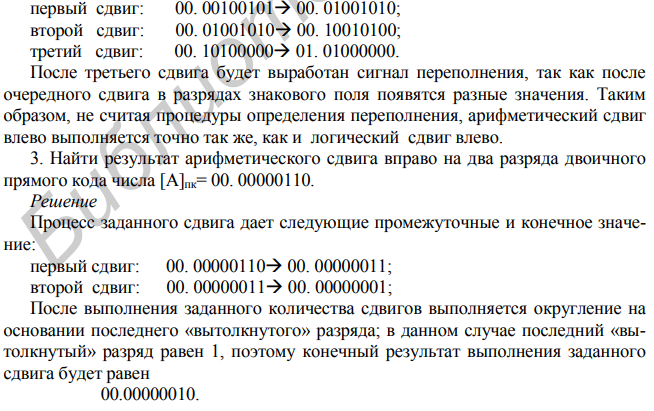 первый сдвиг: 00. 00100101→ 00. 01001010;
второй сдвиг: 00. 01001010→ 00. 10010100;
третий сдвиг: 00. 10100000→ 01. 01000000.
После третьего сдвига будет выработан сигнал переполнения, так как после
очередного сдвига в разрядах знакового поля появятся разные значения. Таким
образом, не считая процедуры определения переполнения, арифметический сдвиг
влево выполняется точно так же, как и логический сдвиг влево.
3. Найти результат арифметического сдвига вправо на два разряда двоичного
прямого кода числа [A]пк= 00. 00000110.
Решение
Процесс заданного сдвига дает следующие промежуточные и конечное значе-
ние:
первый сдвиг: 00. 00000110→ 00. 00000011;
второй сдвиг: 00. 00000011→ 00. 00000001;
После выполнения заданного количества сдвигов выполняется округление на
основании последнего «вытолкнутого» разряда; в данном случае последний «вы-
толкнутый» разряд равен 1, поэтому конечный результат выполнения заданного
сдвига будет равен
00.00000010.
Библиот